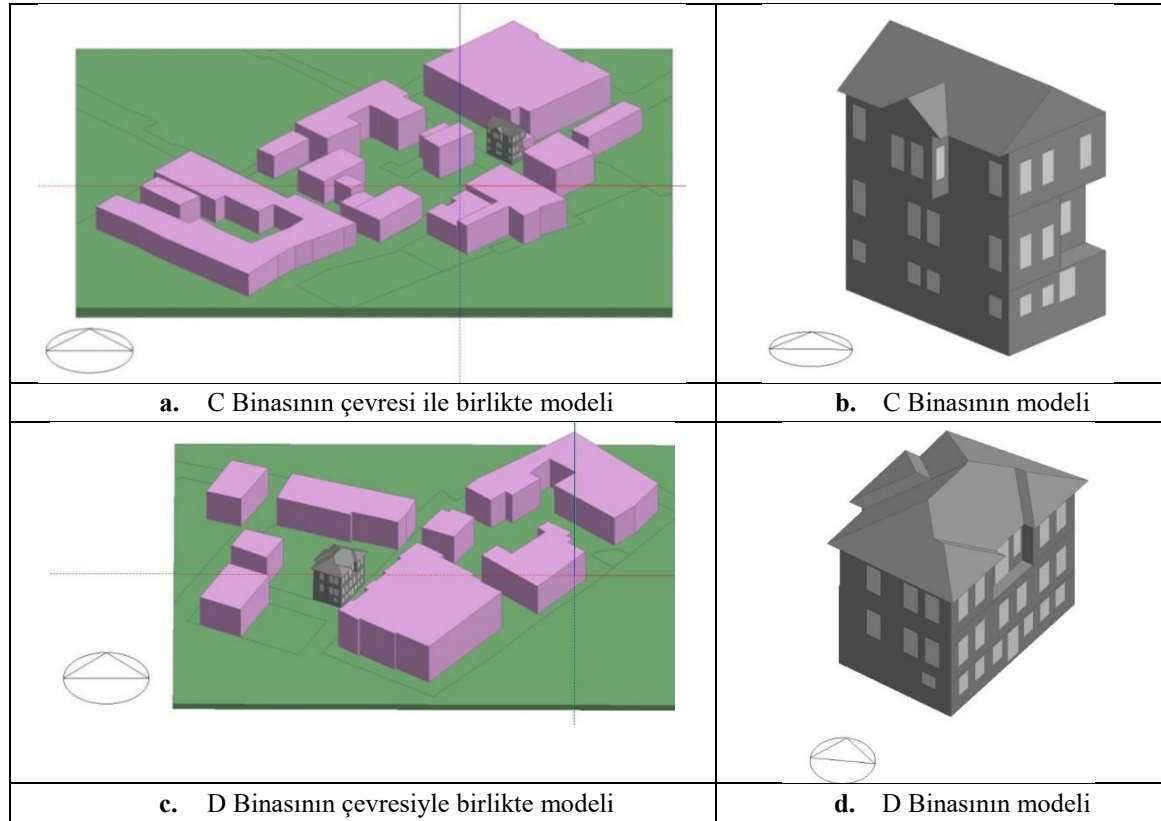 a. C Binasının çevresi ile birlikte modeli
b. C Binasının modeli
c. D Binasının çevresiyle birlikte modeli
d. D Binasının modeli